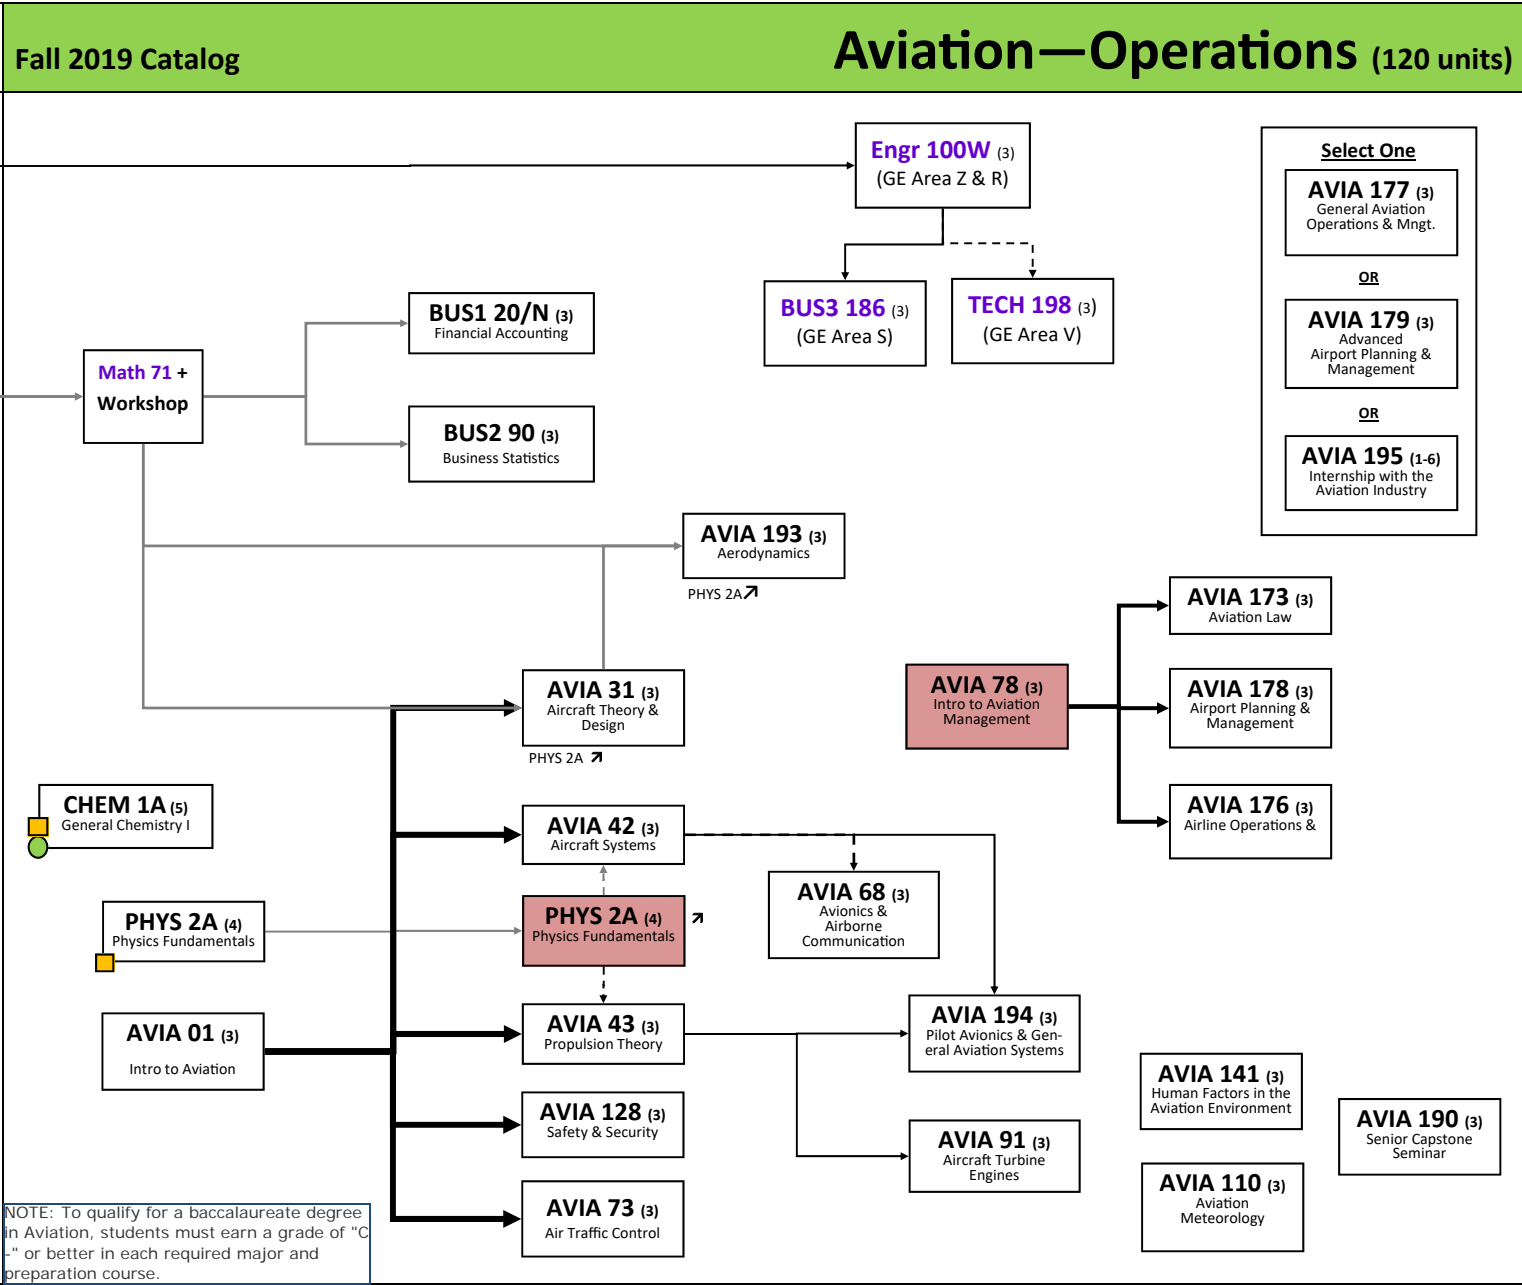 Fall 2019 Catalog
Aviation—Operations (120 units)
Engr 100W (3)
(GE Area Z & R)
BUS3 186 (3)
(GE Area S)
TECH 198 (3)
(GE Area V)
Select One
AVIA 177 (3)
General Aviation
Operations & Mngt.
OR
AVIA 179 (3)
Advanced
Airport Planning &
Management
OR
AVIA 195 (1-6)
Internship with the
Aviation Industry
BUS1 20/N (3)
Financial Accounting
Math 71 +
Workshop
BUS2 90 (3)
Business Statistics
AVIA 193 (3)
Aerodynamics
PHYS 2A
AVIA 173 (3)
Aviation Law
AVIA 31 (3)
Aircraft Theory &
Design
PHYS 2A
AVIA 78 (3)
Intro to Aviation
Management
AVIA 178 (3)
Airport Planning &
Management
AVIA 176 (3)
Airline Operations &
CHEM 1A (5)
General Chemistry I
AVIA 42 (3)
Aircraft Systems
AVIA 68 (3)
Avionics &
Airborne
Communication
PHYS 2A (4)
Physics Fundamentals
PHYS 2A (4)
Physics Fundamentals
AVIA 01 (3)
Intro to Aviation
AVIA 43 (3)
Propulsion Theory
AVIA 194 (3)
Pilot Avionics & Gen-
eral Aviation Systems
AVIA 128 (3)
Safety & Security
AVIA 91 (3)
Aircraft Turbine
Engines
AVIA 141 (3)
Human Factors in the
Aviation Environment
AVIA 190 (3)
Senior Capstone
Seminar
AVIA 110 (3)
Aviation
Meteorology
AVIA 73 (3)
Air Traffic Control
NOTE: To qualify for a baccalaureate degree
in Aviation, students must earn a grade of "C
-" or better in each required major and
preparation course.